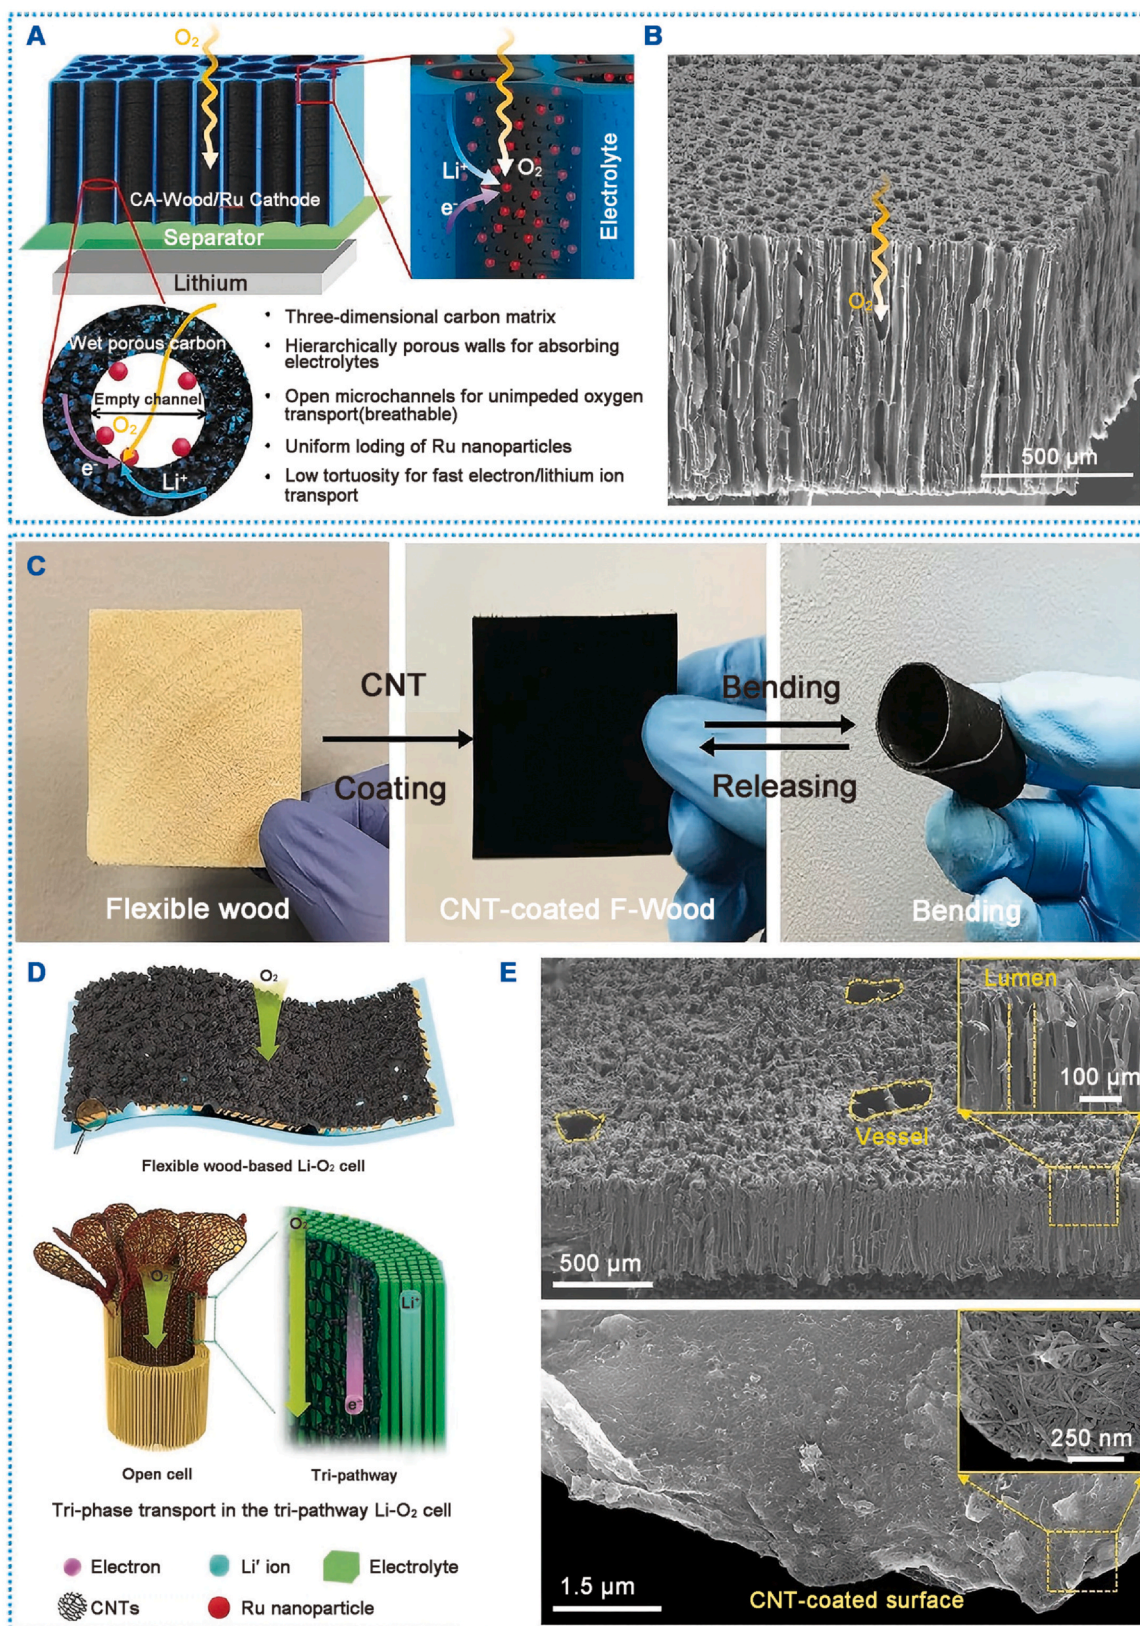 A
O₂
CA-Wood/Ru Cathode
Separator
Lithium
Li⁺
O₂
e⁻
Electrolyte
Wet porous carbon
Empty channel
O₂
e⁻
Li⁺
• Three-dimensional carbon matrix
• Hierarchically porous walls for absorbing
electrolytes
• Open microchannels for unimpeded oxygen
transport(breathable)
• Uniform loding of Ru nanoparticles
• Low tortuosity for fast electron/lithium ion
transport
B
O₂
500 μm
C
CNT
Coating
Bending
Releasing
Flexible wood
CNT-coated F-Wood
Bending
D
O₂
Flexible wood-based Li-O₂ cell
O₂
O₂
Li⁺
e⁻
Open cell
Tri-pathway
Tri-phase transport in the tri-pathway Li-O₂ cell
Electron
Li′ ion
Electrolyte
CNTs
Ru nanoparticle
E
Lumen
100 μm
Vessel
500 μm
250 nm
1.5 μm
CNT-coated surface